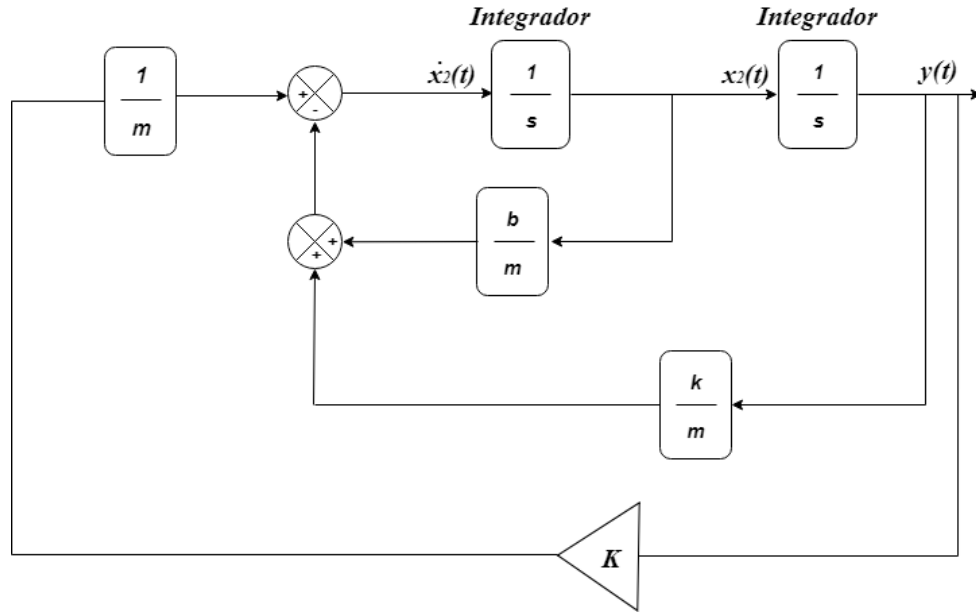 Integrador Integrador
1
m
+
-
ẋ2(t)
1
s
x2(t)
1
s
y(t)
+
+
b
m
k
m
K